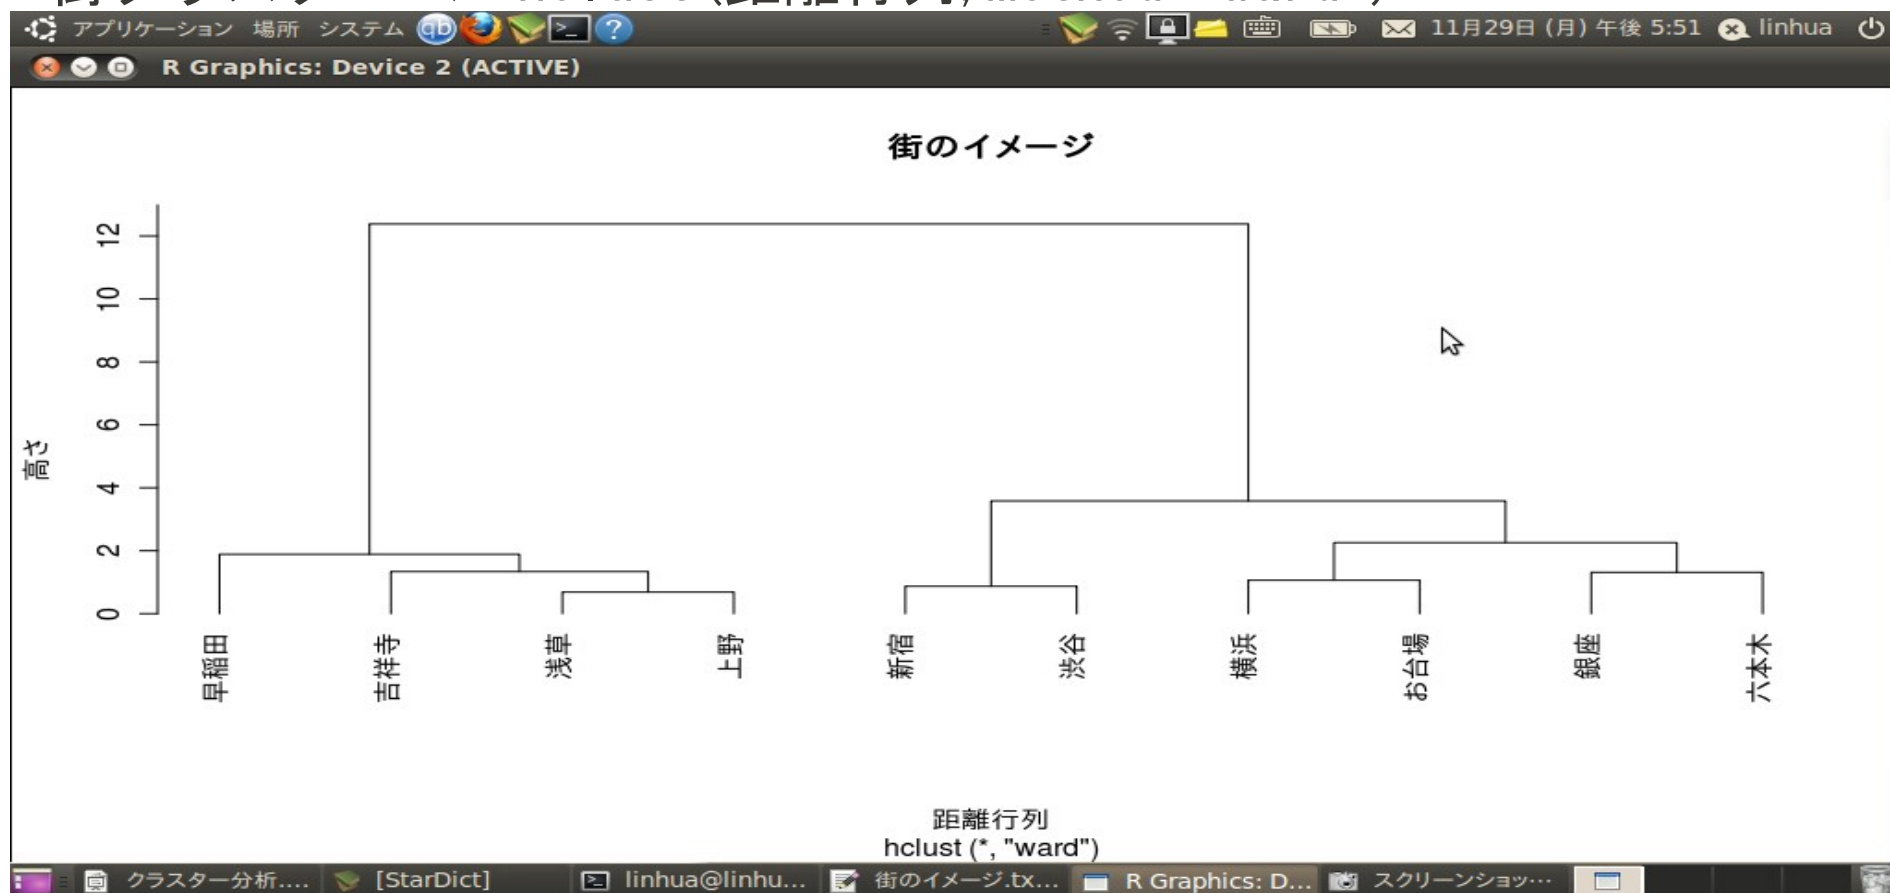 アプリケーション 場所 システム 11月29日 (月) 午後 5:51 linhua
R Graphics: Device 2 (ACTIVE)
街のイメージ
12
10
8
6
4
2
0
高さ
早稲田
吉祥寺
浅草
上野
新宿
渋谷
横浜
お台場
銀座
六本木
距離行列
hclust (*, "ward")
クラスター分析.... [StarDict] linhua@linhu... 街のイメージ.tx... R Graphics: D... スクリーンショッ...